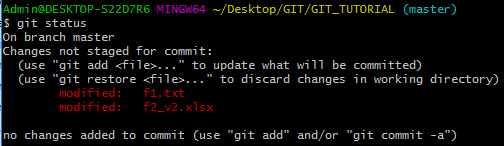 Admin@DESKTOP-S22D7R6 MINGW64 ~/Desktop/GIT/GIT_TUTORIAL (master)
$ git status
On branch master
Changes not staged for commit:
  (use "git add <file>..." to update what will be committed)
  (use "git restore <file>..." to discard changes in working directory)
        modified:   f1.txt
        modified:   f2_v2.xlsx
no changes added to commit (use "git add" and/or "git commit -a")